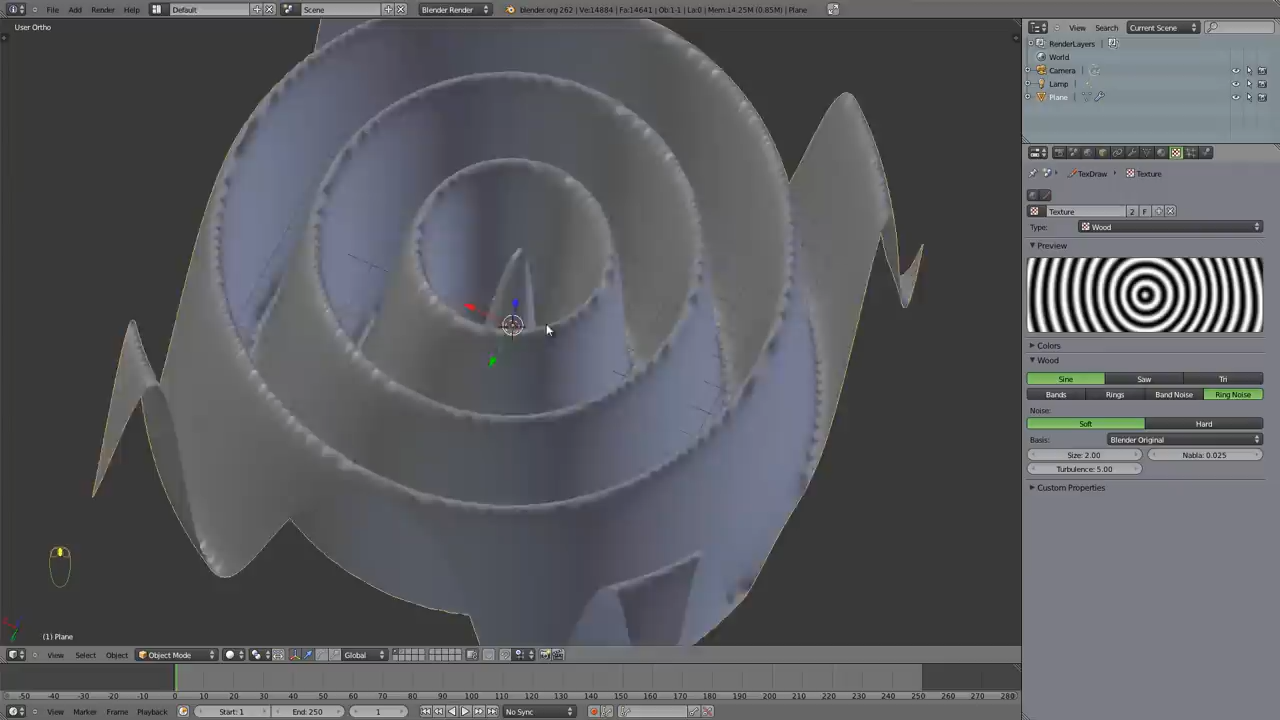 File Add Render Help Default Scene Blender Render blender.org 262 | Ve:14884 | Fa:14641 | Ob:1-1 | La:0 | Mem:14.25M (0.85M) | Plane
User Ortho
View Search Current Scene
RenderLayers
World
Camera
Lamp
Plane
TexDraw Texture
Texture 2 F
Type: Wood
Preview
Colors
Wood
Sine Saw Tri
Bands Rings Band Noise Ring Noise
Noise:
Soft Hard
Basis: Blender Original
Size: 2.00 Nabla: 0.025
Turbulence: 5.00
Custom Properties
(1) Plane
View Select Object Object Mode Global
-50 -40 -30 -20 -10 0 10 20 30 40 50 60 70 80 90 100 110 120 130 140 150 160 170 180 190 200 210 220 230 240 250 260 270 280
View Marker Frame Playback Start: 1 End: 250 1 No Sync